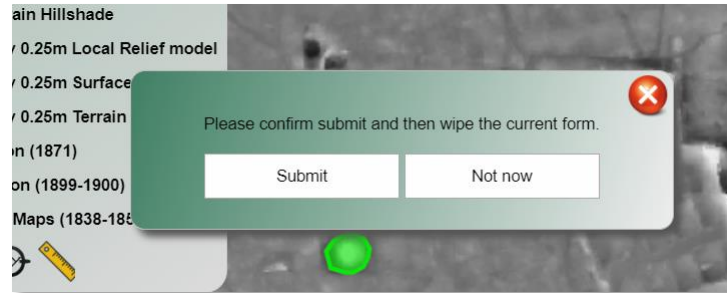 ain Hillshade
0.25m Local Relief model
0.25m Surface
0.25m Terrain
on (1871)
on (1899-1900)
Maps (1838-185
Please confirm submit and then wipe the current form.
Submit
Not now